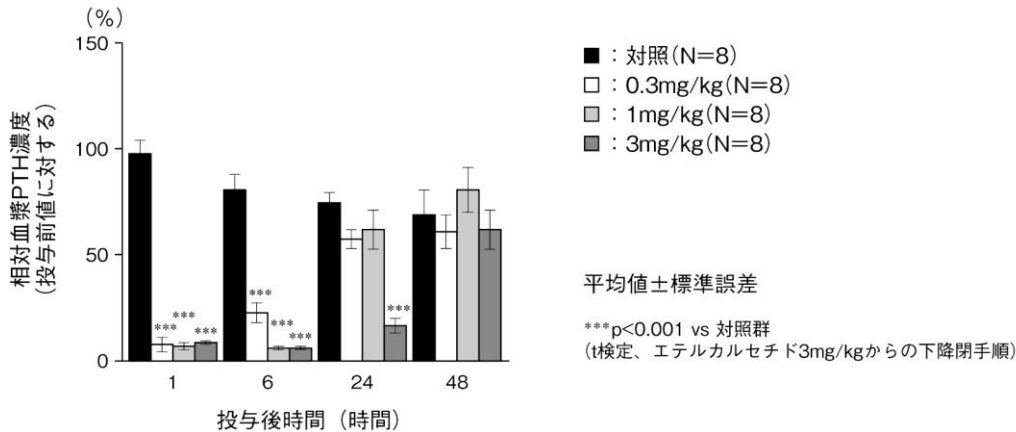 (%)
150
100
50
0
相対血漿PTH濃度
(投与前値に対する)
***
***
***
***
***
***
***
1
6
24
48
投与後時間（時間）
：対照(N=8)
：0.3mg/kg(N=8)
：1mg/kg(N=8)
：3mg/kg(N=8)
平均値±標準誤差
***p<0.001 vs 対照群
(t検定、エテルカルセチド3mg/kgからの下降閉手順)